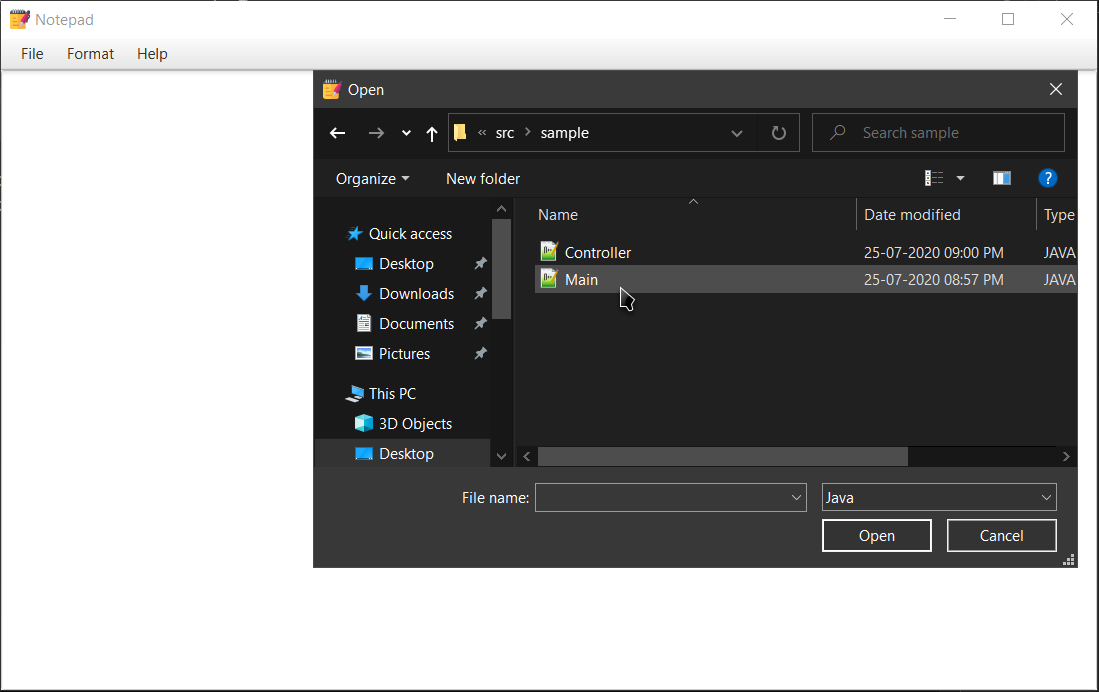 Notepad
File Format Help
Open
« src > sample
Search sample
Organize New folder
?
Name Date modified Type
Quick access
Desktop
Downloads
Documents
Pictures
This PC
3D Objects
Desktop
Controller 25-07-2020 09:00 PM JAVA
Main 25-07-2020 08:57 PM JAVA
File name: Java
Open Cancel